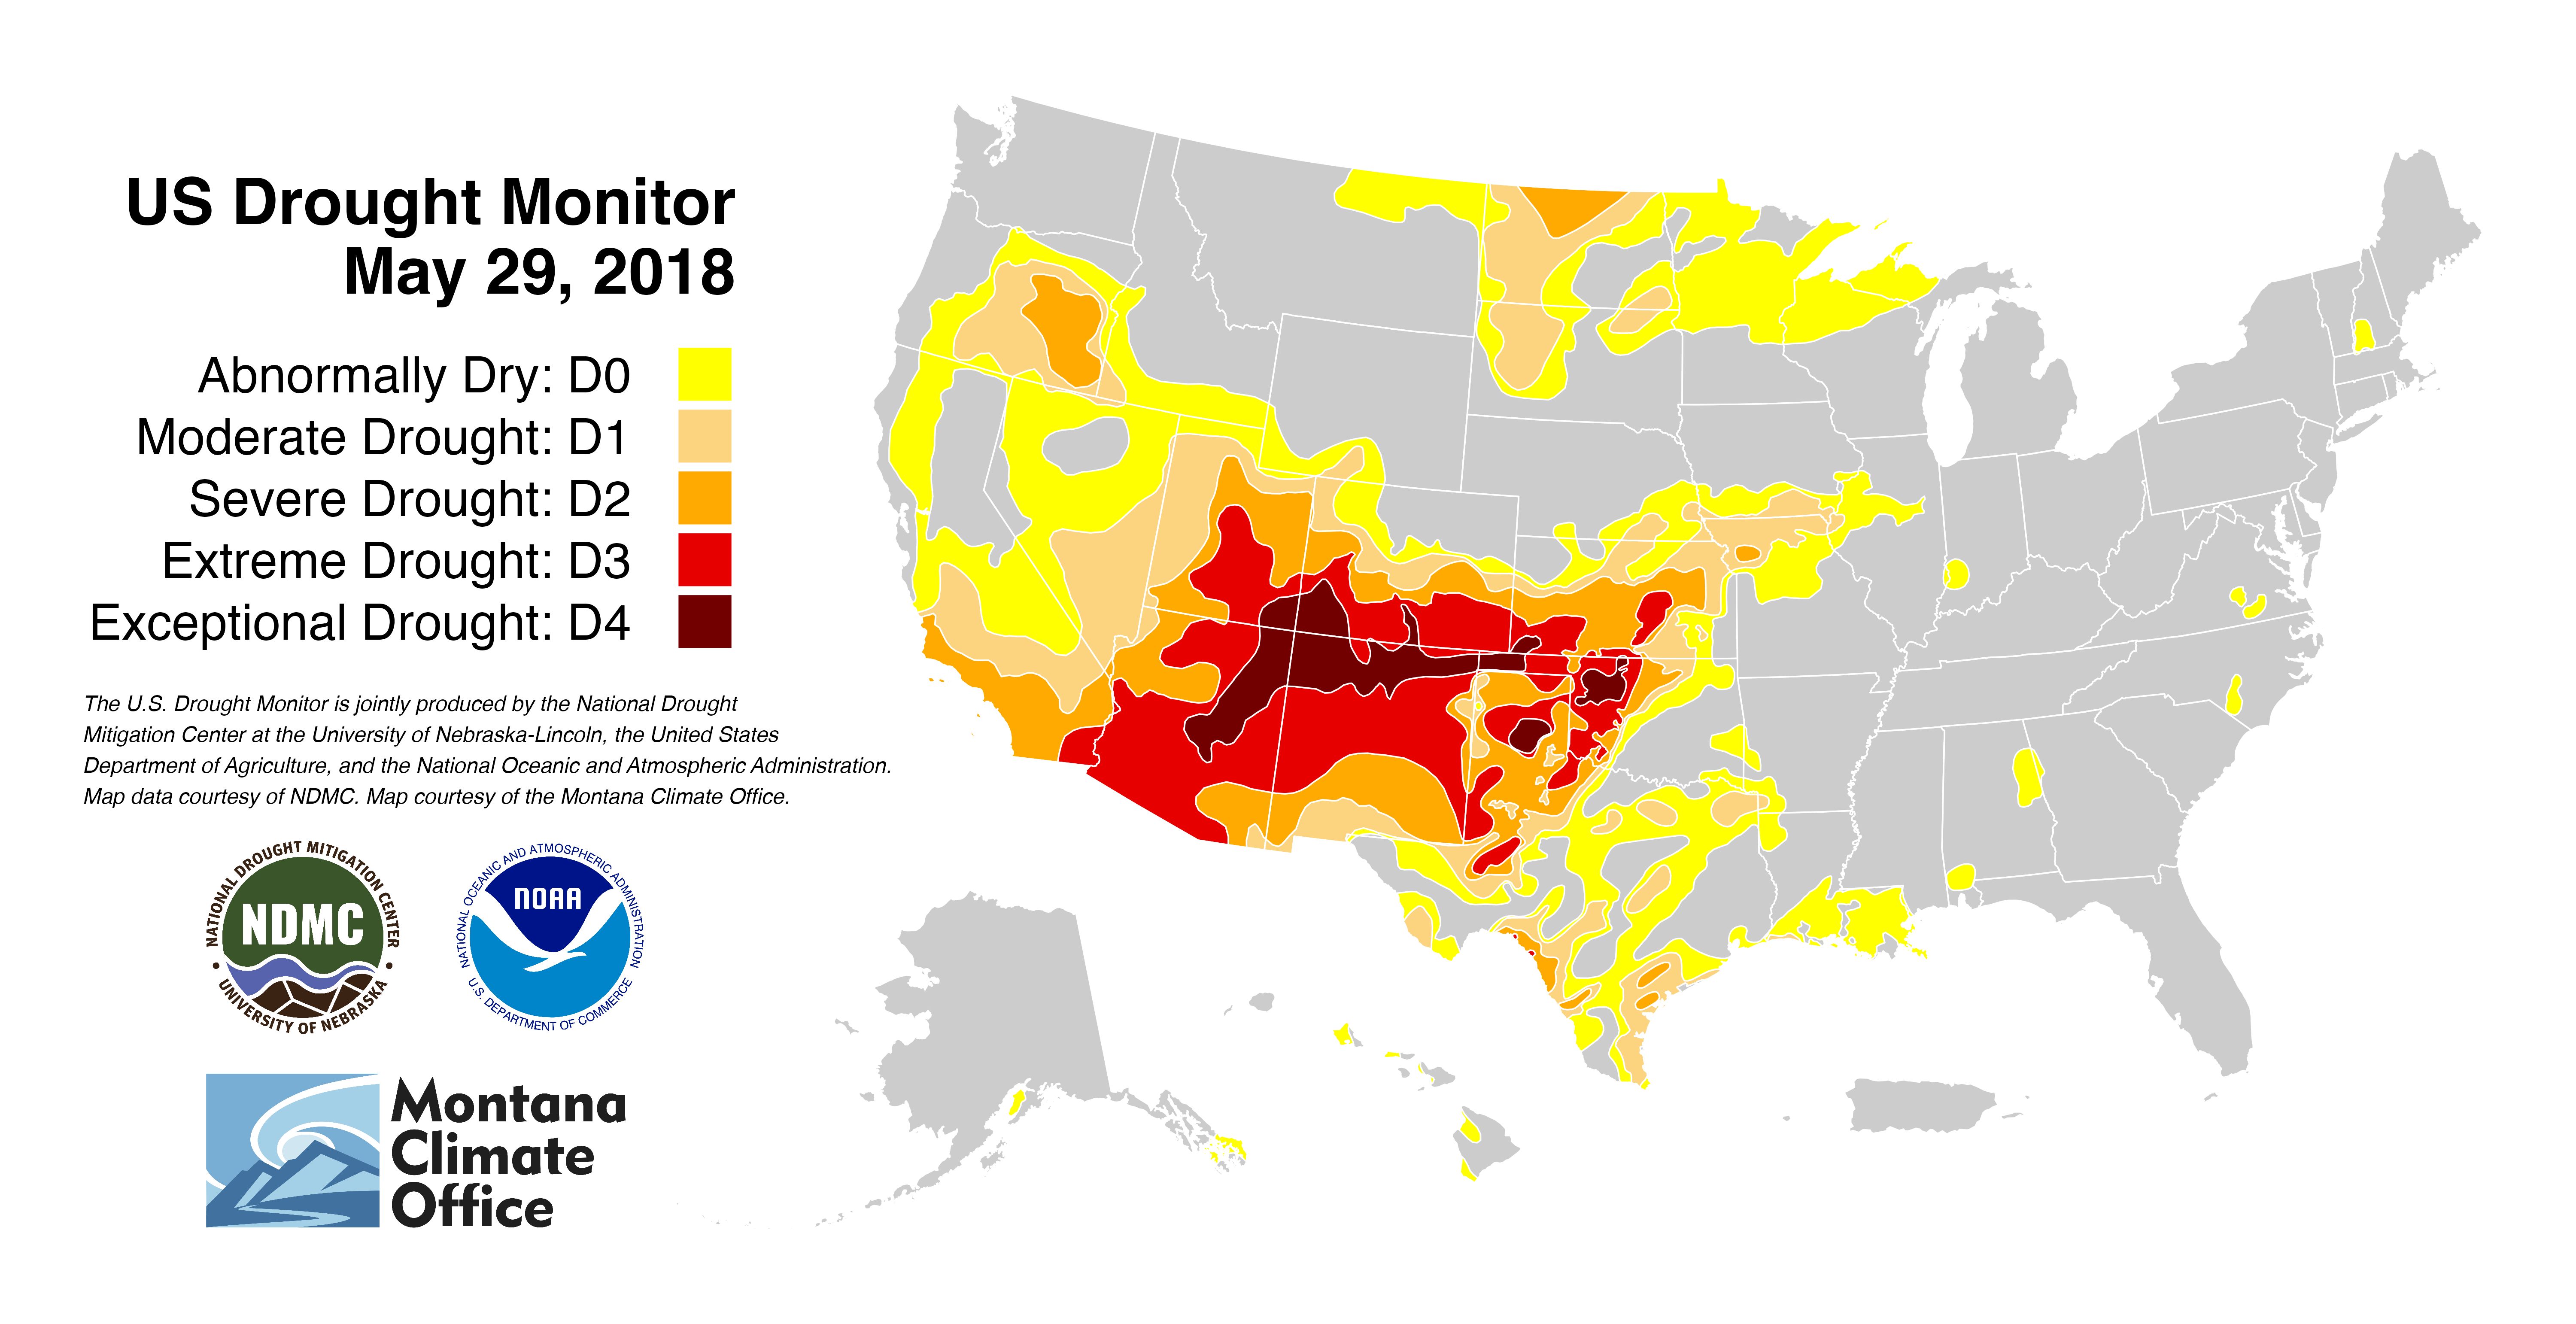 US Drought Monitor
May 29, 2018
Abnormally Dry: D0
Moderate Drought: D1
Severe Drought: D2
Extreme Drought: D3
Exceptional Drought: D4
The U.S. Drought Monitor is jointly produced by the National Drought
Mitigation Center at the University of Nebraska-Lincoln, the United States
Department of Agriculture, and the National Oceanic and Atmospheric Administration.
Map data courtesy of NDMC. Map courtesy of the Montana Climate Office.
NATIONAL DROUGHT MITIGATION CENTER
NDMC
• UNIVERSITY OF NEBRASKA •
NATIONAL OCEANIC AND ATMOSPHERIC ADMINISTRATION
NOAA
U.S. DEPARTMENT OF COMMERCE
Montana
Climate
Office